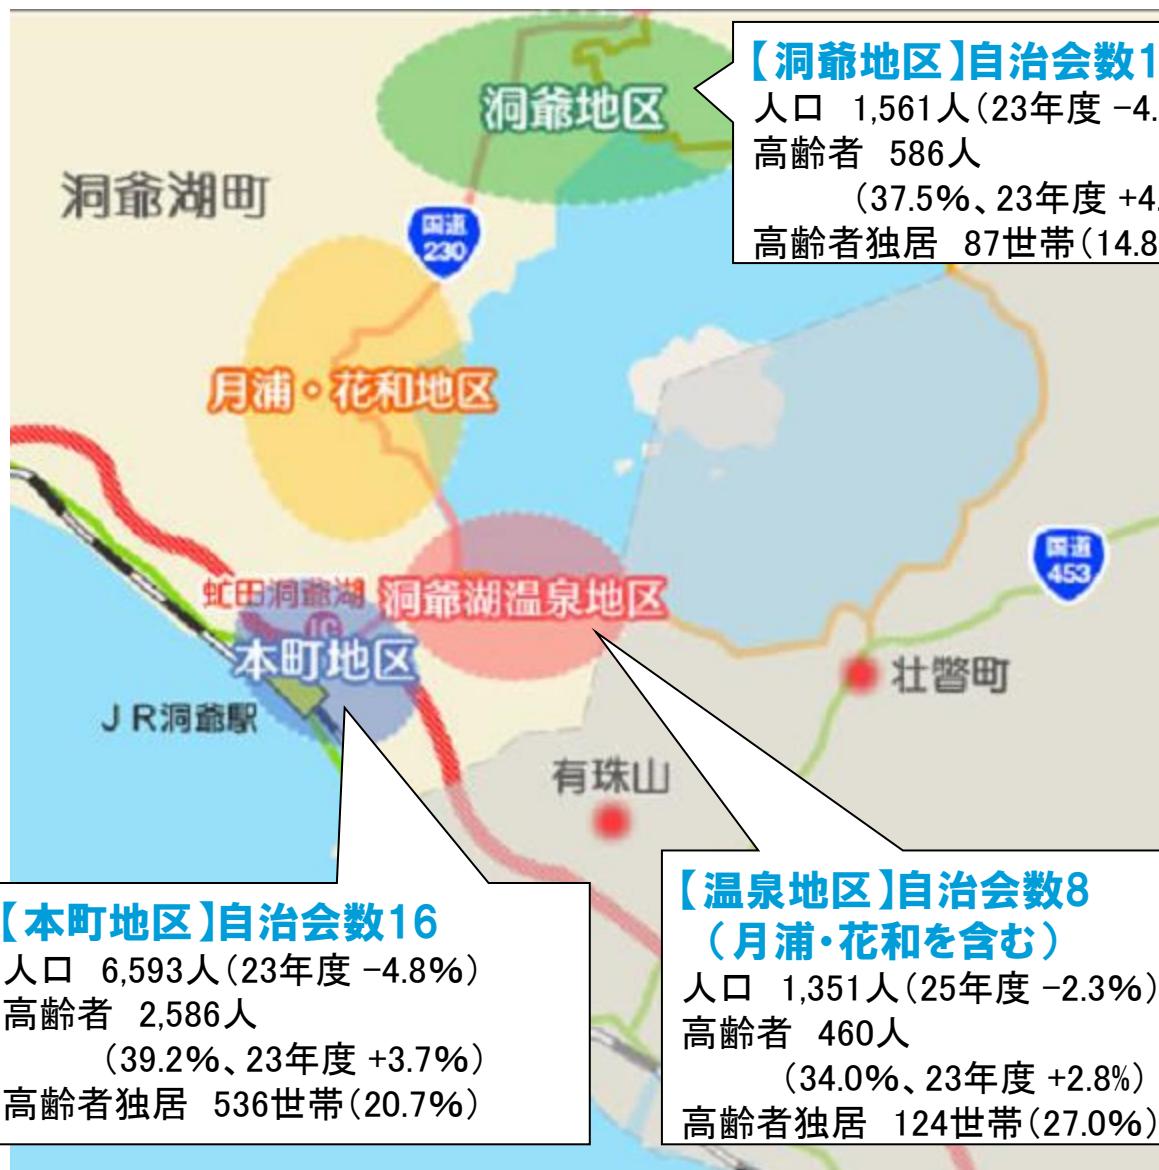 【洞爺地区】自治会数1
人口 1,561人(23年度 −4.
高齢者 586人
(37.5%、23年度 +4.
高齢者独居 87世帯(14.8
洞爺地区
洞爺湖町
国道
230
月浦・花和地区
国道
453
虻田洞爺湖
IC
洞爺湖温泉地区
本町地区
壮瞥町
JR洞爺駅
有珠山
【本町地区】自治会数16
人口 6,593人(23年度 −4.8%)
高齢者 2,586人
(39.2%、23年度 +3.7%)
高齢者独居 536世帯(20.7%)
【温泉地区】自治会数8
(月浦・花和を含む)
人口 1,351人(25年度 −2.3%)
高齢者 460人
(34.0%、23年度 +2.8%)
高齢者独居 124世帯(27.0%)